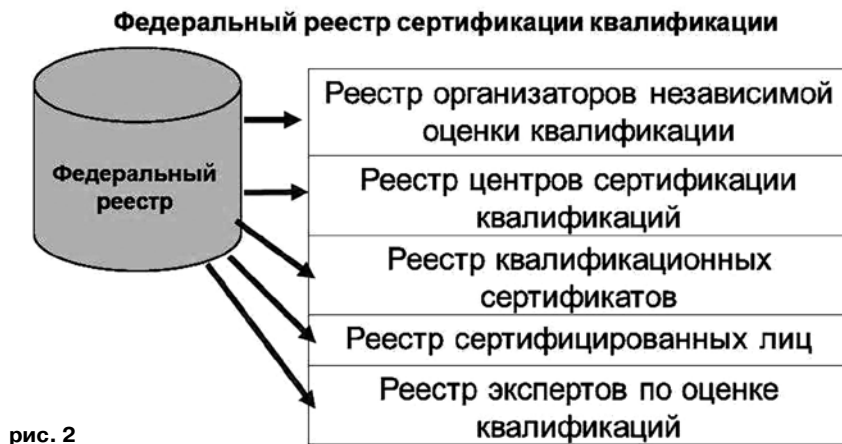 Федеральный реестр сертификации квалификации
Федеральный
реестр
Реестр организаторов независимой
оценки квалификации
Реестр центров сертификации
квалификаций
Реестр квалификационных
сертификатов
Реестр сертифицированных лиц
Реестр экспертов по оценке
квалификаций
рис. 2